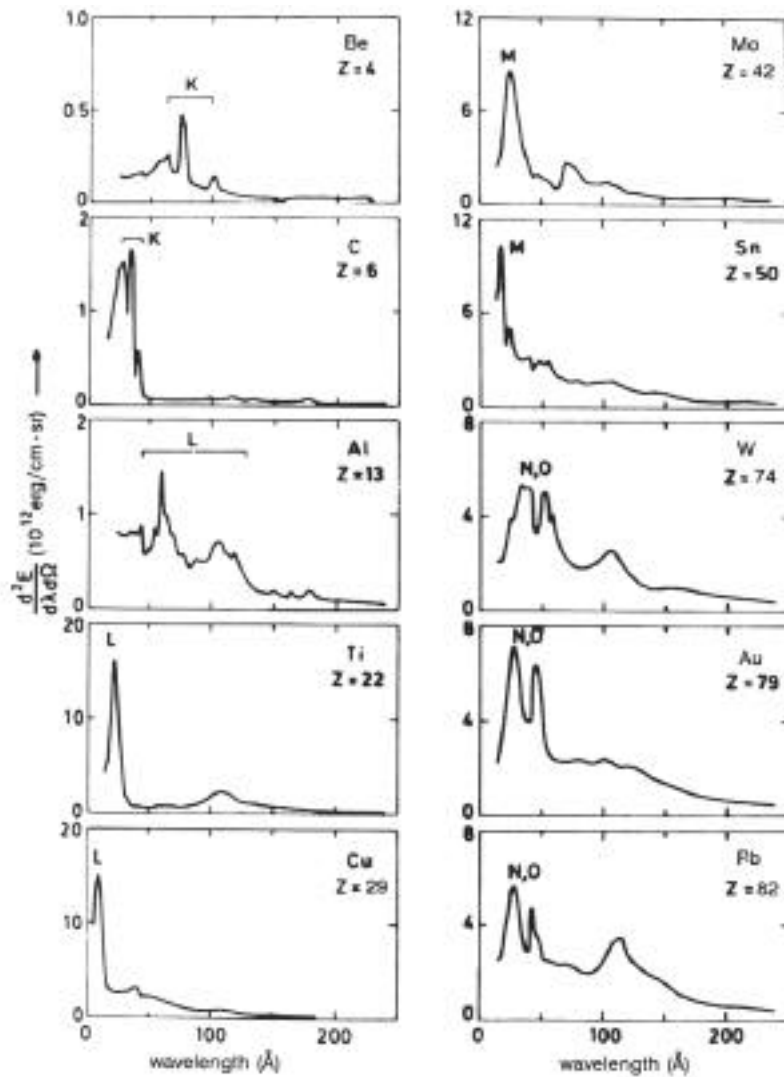 1.0
Be
Z = 4
K
0.5
0
2
K
C
Z = 6
1
0
2
L
Al
Z = 13
1
0
20
L
Ti
Z = 22
10
0
20
L
Cu
Z = 29
10
0
0 100 200
wavelength (Å)
d²E
dλdΩ (10¹² erg/cm-sr)
12
Mo
M
Z = 42
6
0
12
M
Sn
Z = 50
6
0
8
W
N,O
Z = 74
4
0
8
N,O
Au
Z = 79
4
0
8
Pb
N,O
Z = 82
4
0
0 100 200
wavelength (Å)